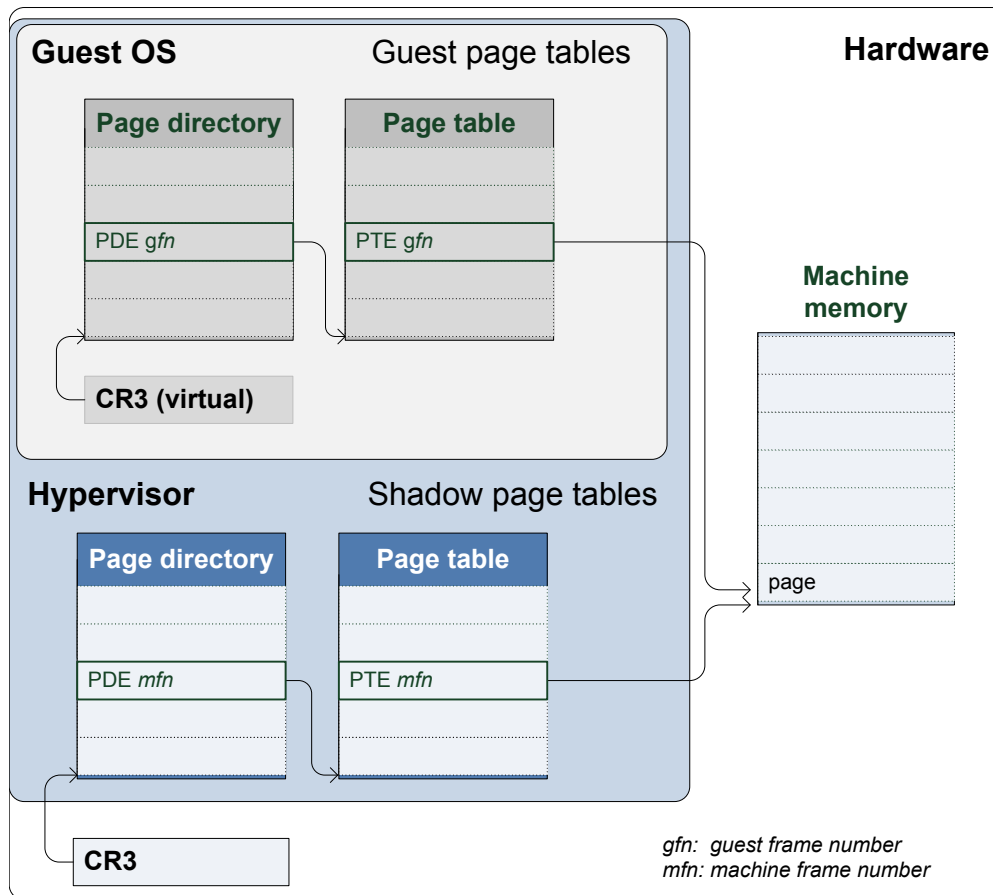 Guest OS
Guest page tables
Hardware
Page directory
Page table
PDE gfn
PTE gfn
CR3 (virtual)
Machine
memory
page
Hypervisor
Shadow page tables
Page directory
Page table
PDE mfn
PTE mfn
CR3
gfn: guest frame number
mfn: machine frame number